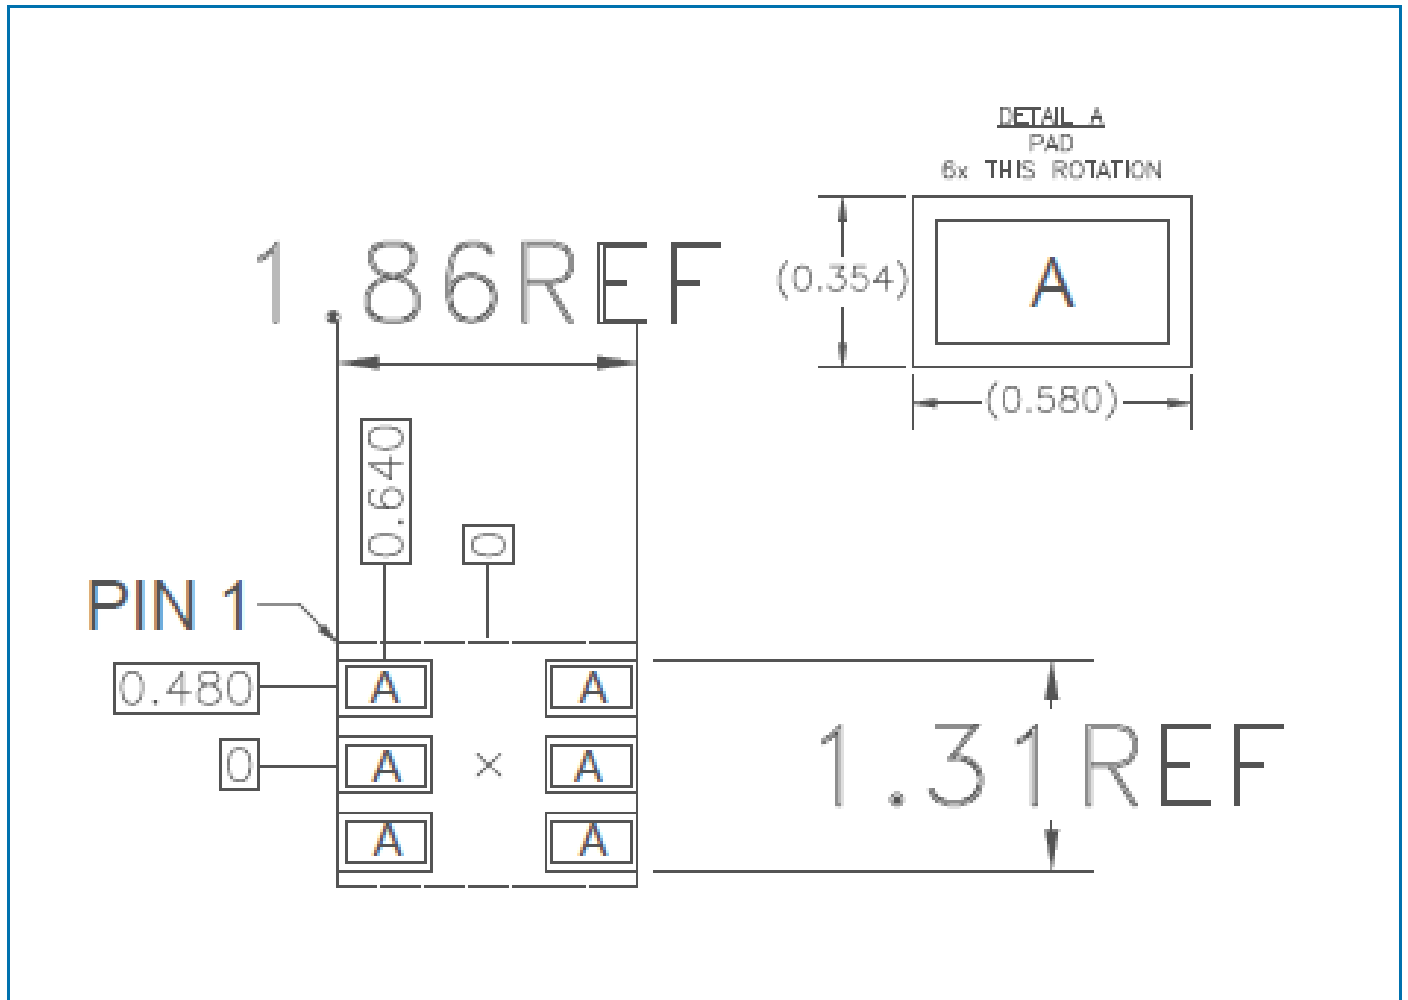 DETAIL A
PAD
6x THIS ROTATION
1.86REF
(0.354)
A
(0.580)
0.640
0
PIN 1
0.480
A
A
0
A
×
A
1.31REF
A
A